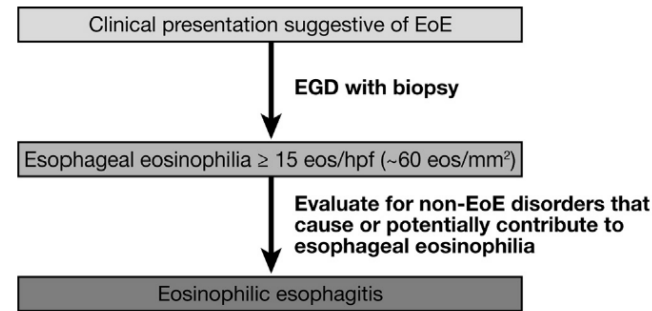 Clinical presentation suggestive of EoE
EGD with biopsy
Esophageal eosinophilia ≥ 15 eos/hpf (~60 eos/mm²)
Evaluate for non-EoE disorders that
cause or potentially contribute to
esophageal eosinophilia
Eosinophilic esophagitis